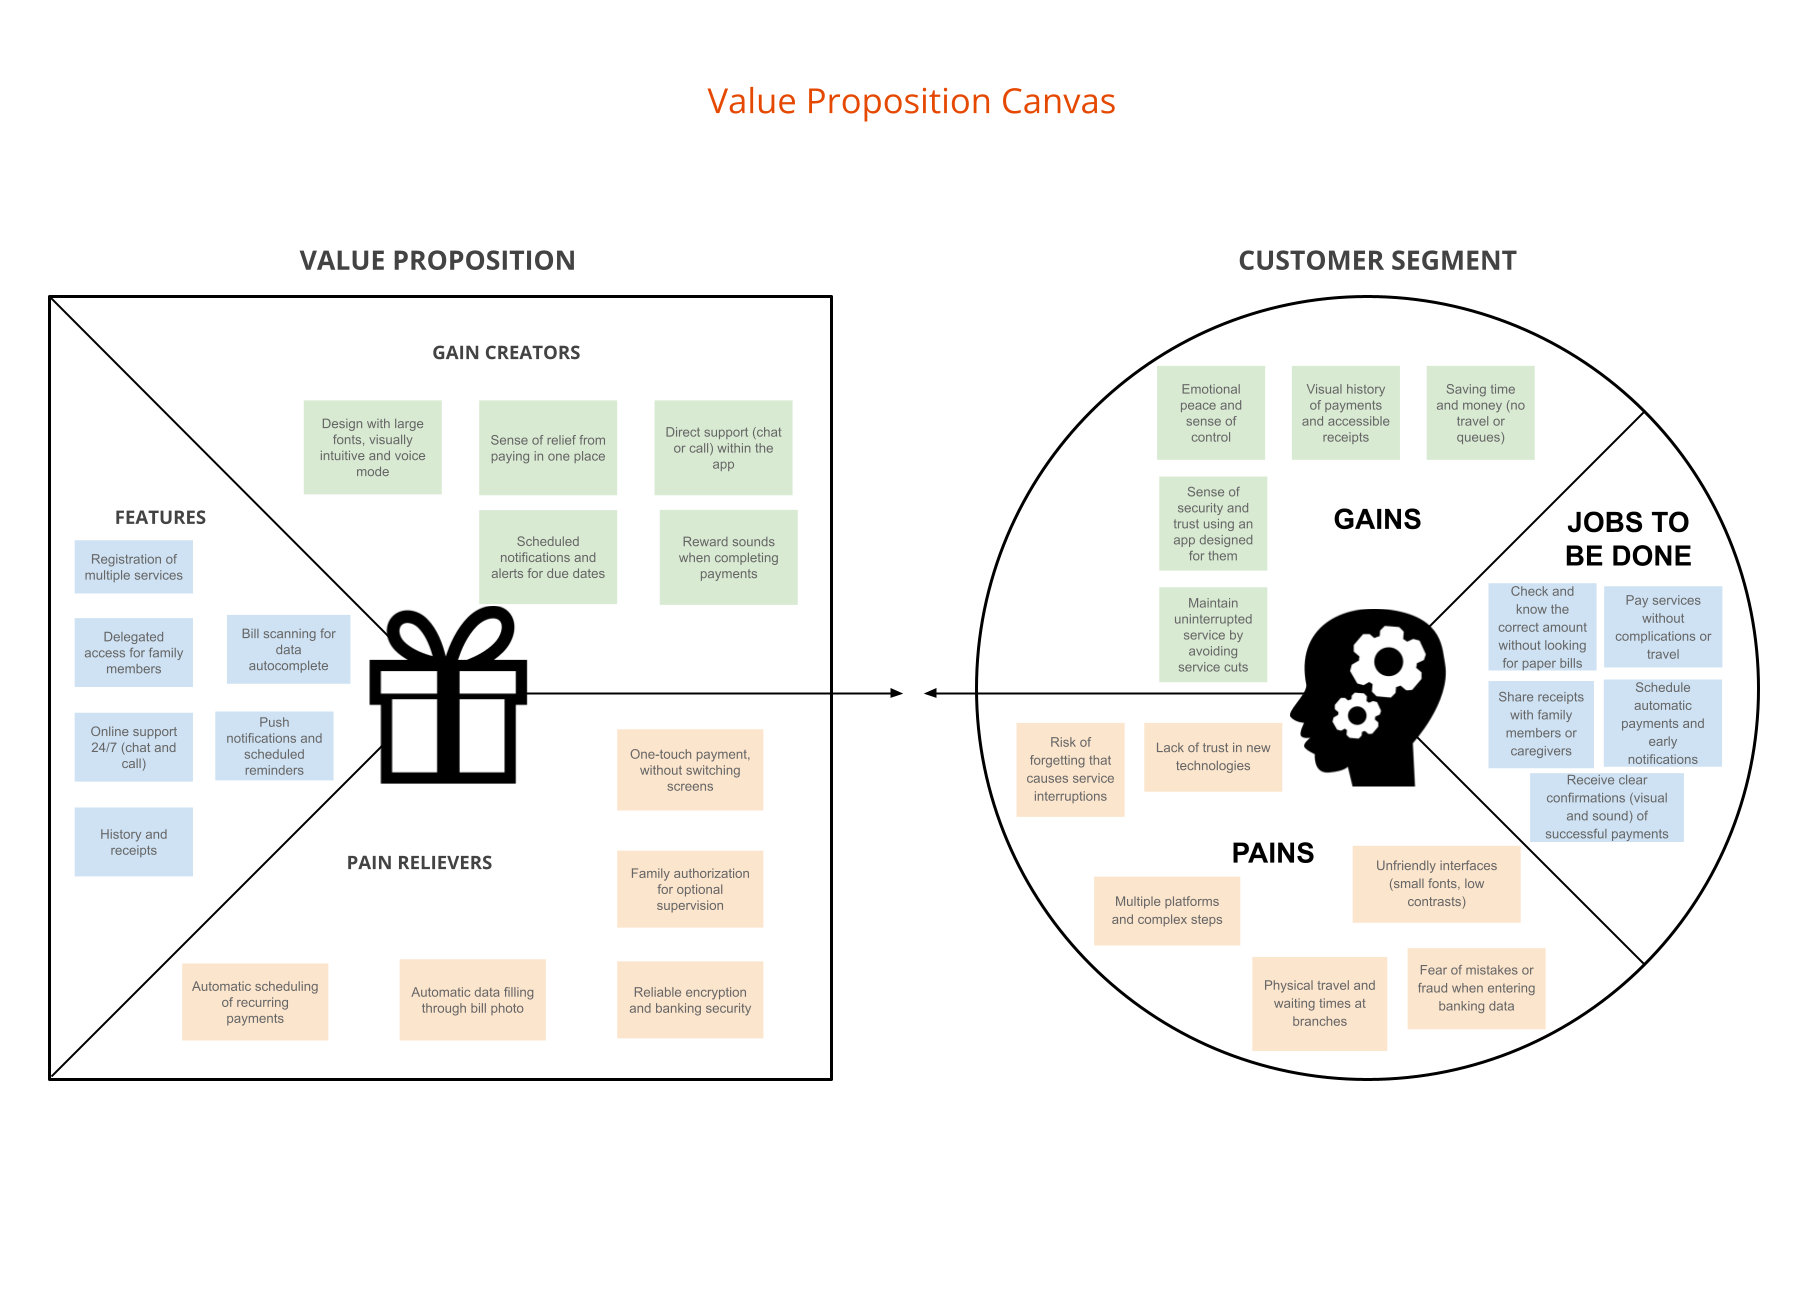 Value Proposition Canvas
VALUE PROPOSITION
GAIN CREATORS
Design with large
fonts, visually
intuitive and voice
mode
Sense of relief from
paying in one place
Direct support (chat
or call) within the
app
Scheduled
notifications and
alerts for due dates
Reward sounds
when completing
payments
FEATURES
Registration of
multiple services
Delegated
access for family
members
Bill scanning for
data
autocomplete
Online support
24/7 (chat and
call)
Push
notifications and
scheduled
reminders
History and
receipts
PAIN RELIEVERS
One-touch payment,
without switching
screens
Family authorization
for optional
supervision
Automatic scheduling
of recurring
payments
Automatic data filling
through bill photo
Reliable encryption
and banking security
CUSTOMER SEGMENT
Emotional
peace and
sense of
control
Visual history
of payments
and accessible
receipts
Saving time
and money (no
travel or
queues)
Sense of
security and
trust using an
app designed
for them
GAINS
Maintain
uninterrupted
service by
avoiding
service cuts
JOBS TO
BE DONE
Check and
know the
correct amount
without looking
for paper bills
Pay services
without
complications or
travel
Share receipts
with family
members or
caregivers
Schedule
automatic
payments and
early
notifications
Receive clear
confirmations (visual
and sound) of
successful payments
Risk of
forgetting that
causes service
interruptions
Lack of trust in new
technologies
PAINS
Multiple platforms
and complex steps
Unfriendly interfaces
(small fonts, low
contrasts)
Physical travel and
waiting times at
branches
Fear of mistakes or
fraud when entering
banking data